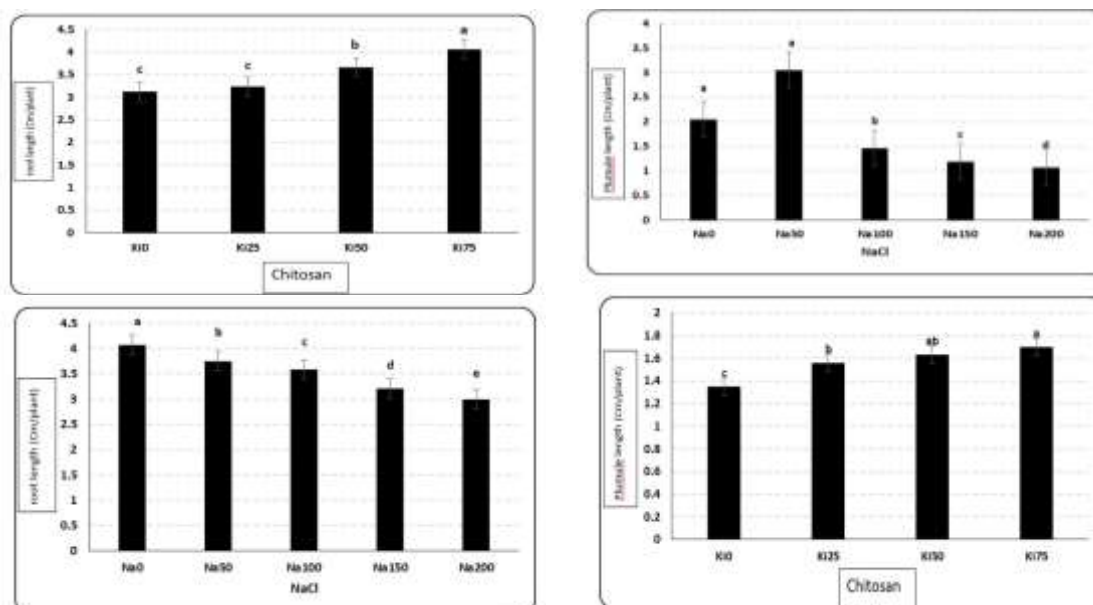 root length (Cm/plant)
4.5
4
3.5
3
2.5
2
1.5
1
0.5
0
c
c
b
a
Ki0
Ki25
Ki50
Ki75
Chitosan
length (Cm/plant)
4
3.5
3
2.5
2
1.5
1
0.5
0
a
a
b
c
d
Na0
Na50
Na100
Na150
Na200
NaCl
root length (Cm/plant)
4.5
4
3.5
3
2.5
2
1.5
1
0.5
0
a
b
c
d
e
Na0
Na50
Na100
Na150
Na200
NaCl
length (Cm/plant)
2
1.8
1.6
1.4
1.2
1
0.8
0.6
0.4
0.2
0
c
b
ab
a
Ki0
Ki25
Ki50
Ki75
Chitosan